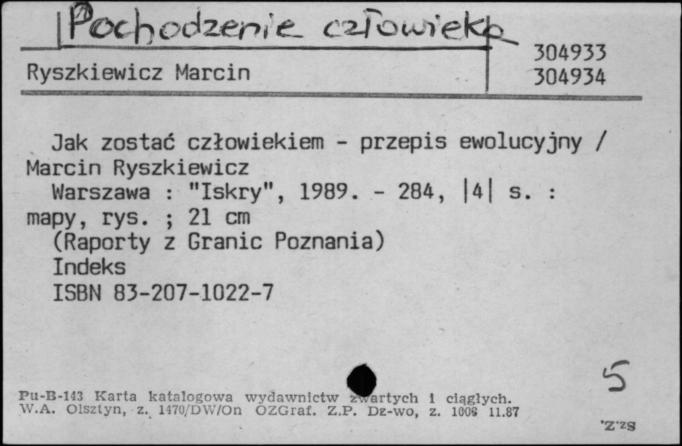 Pochodzenie człowieka
304933
Ryszkiewicz Marcin
304934
Jak zostać człowiekiem - przepis ewolucyjny /
Marcin Ryszkiewicz
Warszawa : "Iskry", 1989. - 284, |4| s. :
mapy, rys. ; 21 cm
(Raporty z Granic Poznania)
Indeks
ISBN 83-207-1022-7
5
Pu-B-143 Karta katalogowa wydawnictw zwartych i ciągłych.
W.A. Olsztyn, z. 1470/DW/On OZGraf. Z.P. Dz-wo, z. 1008 11.87